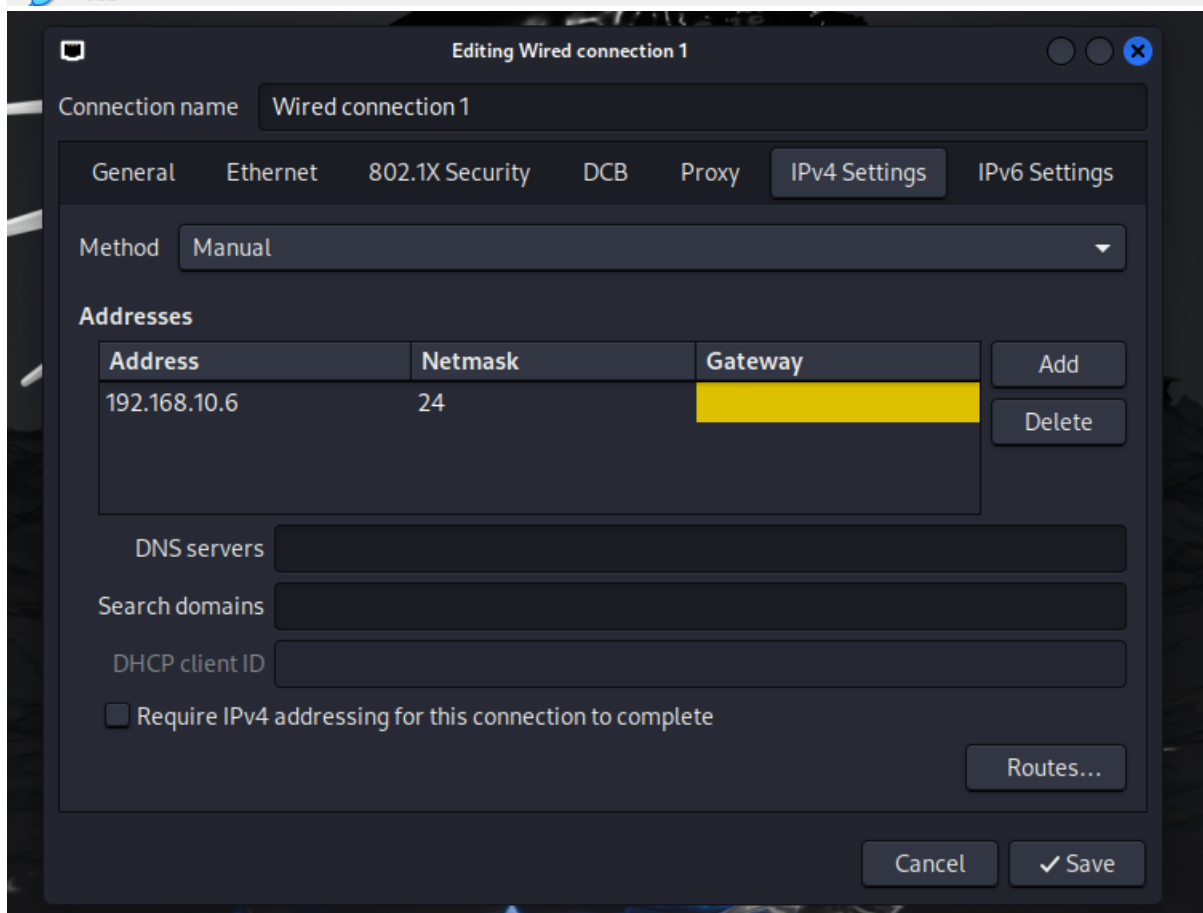 Editing Wired connection 1
Connection name Wired connection 1
General Ethernet 802.1X Security DCB Proxy IPv4 Settings IPv6 Settings
Method Manual
Addresses
Address Netmask Gateway Add
192.168.10.6 24
Delete
DNS servers
Search domains
DHCP client ID
Require IPv4 addressing for this connection to complete
Routes...
Cancel Save